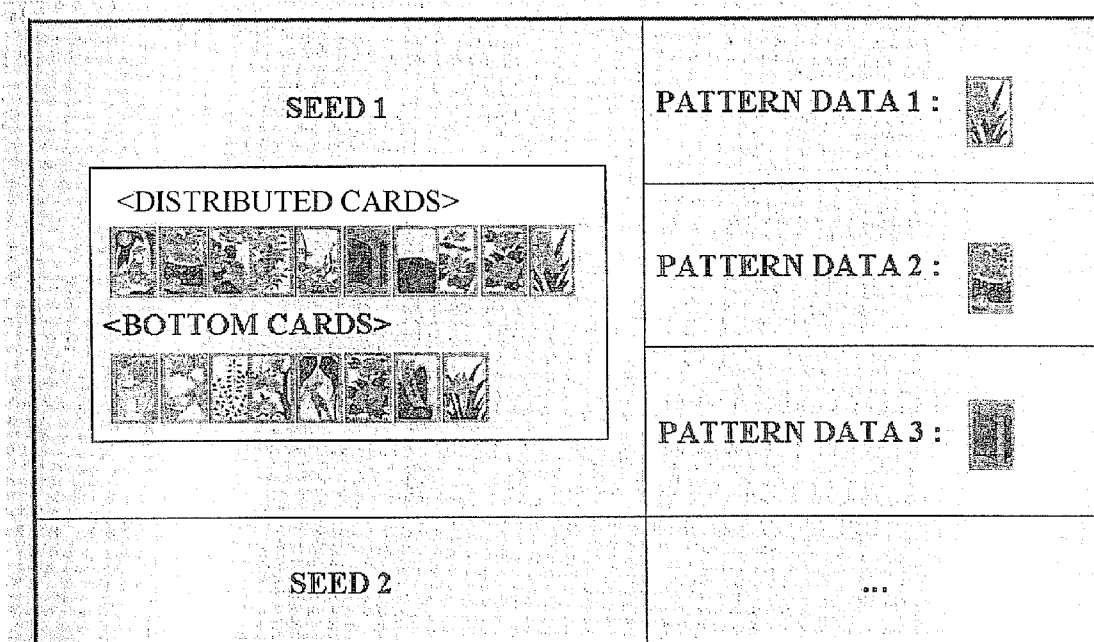 SEED 1
<DISTRIBUTED CARDS>
<BOTTOM CARDS>
PATTERN DATA 1 :
PATTERN DATA 2 :
PATTERN DATA 3 :
SEED 2
...